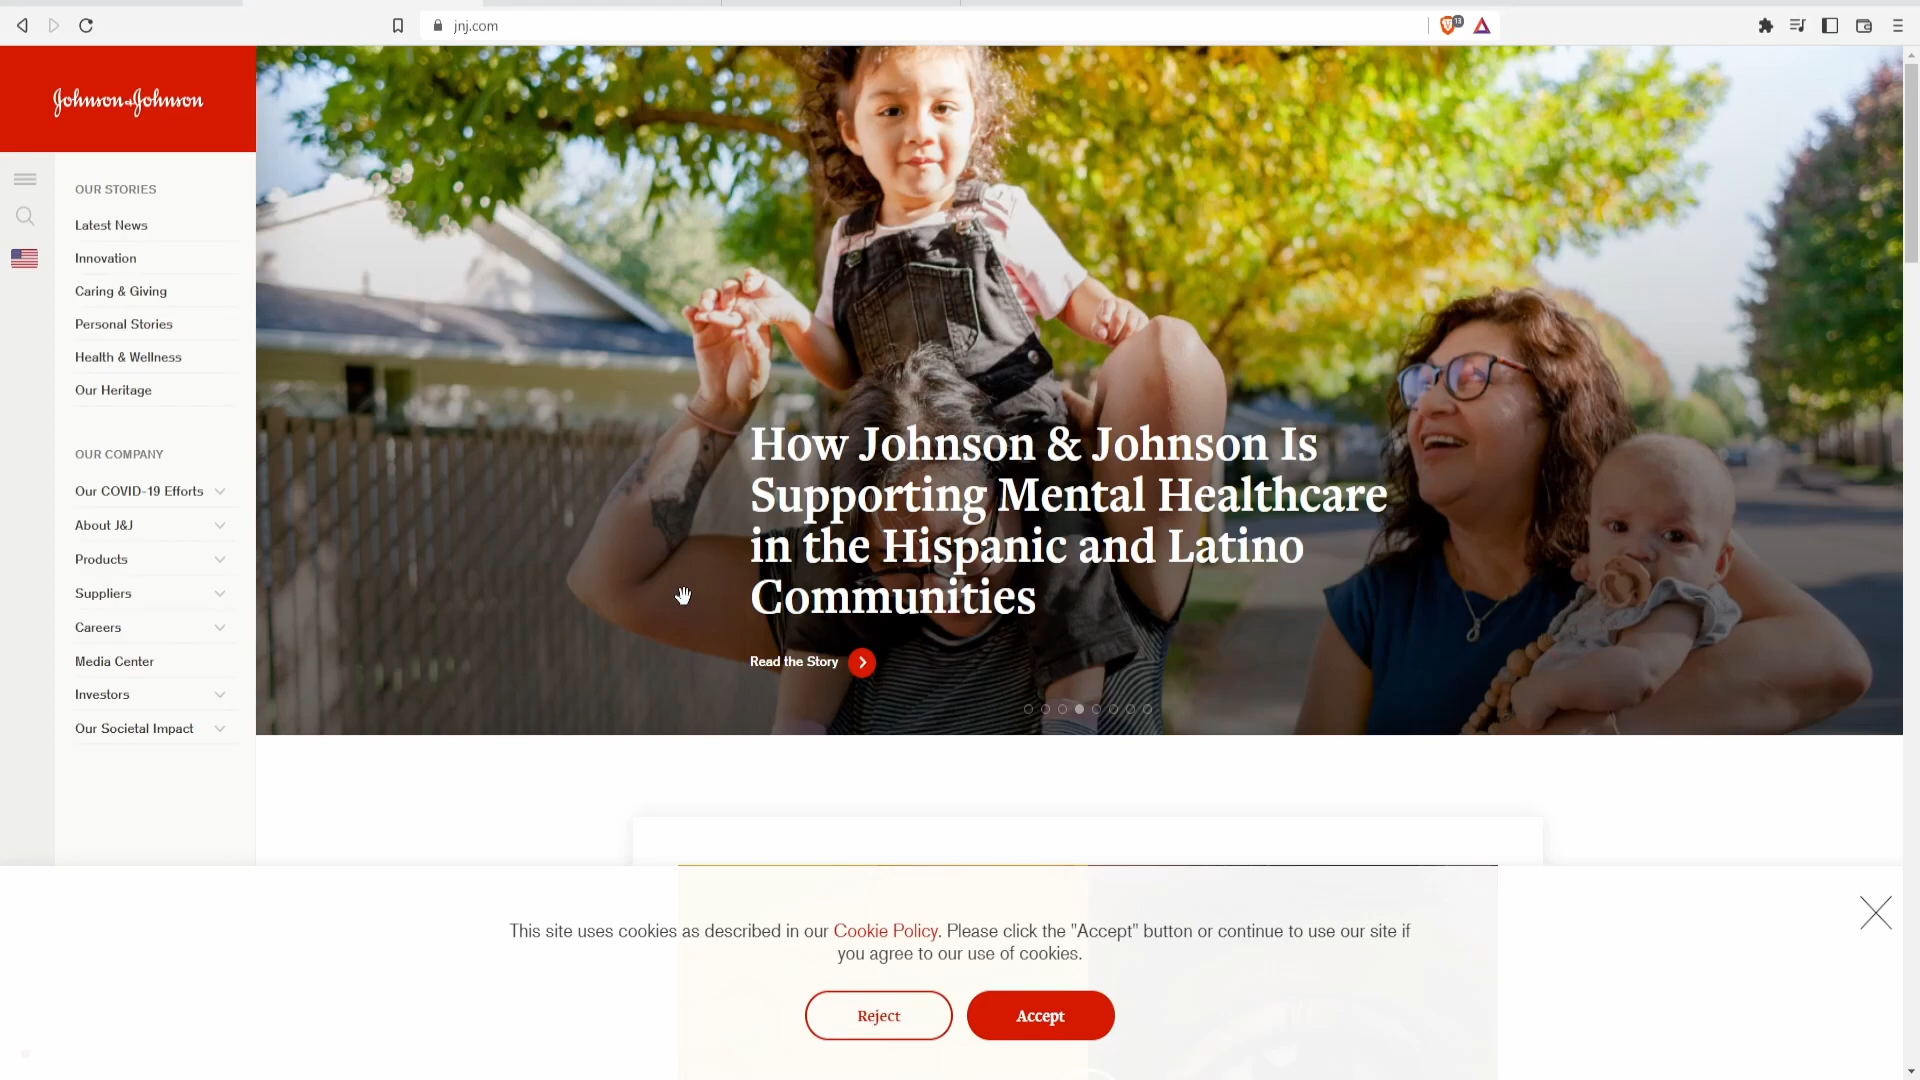 jnj.com
13
Johnson & Johnson
OUR STORIES
Latest News
Innovation
Caring & Giving
Personal Stories
Health & Wellness
Our Heritage
OUR COMPANY
Our COVID-19 Efforts
About J&J
Products
Suppliers
Careers
Media Center
Investors
Our Societal Impact
How Johnson & Johnson Is
Supporting Mental Healthcare
in the Hispanic and Latino
Communities
Read the Story
This site uses cookies as described in our Cookie Policy. Please click the "Accept" button or continue to use our site if
you agree to our use of cookies.
Reject
Accept